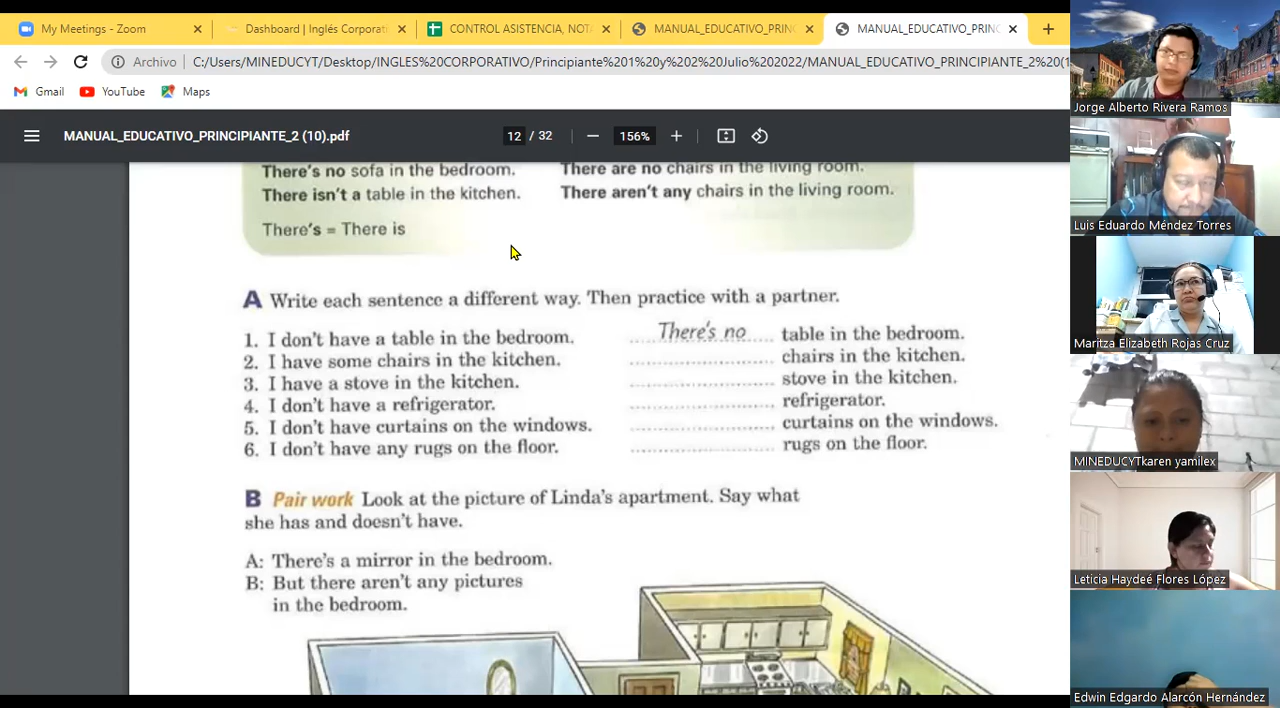 My Meetings - Zoom
Dashboard | Inglés Corporati
CONTROL ASISTENCIA, NOTA
MANUAL_EDUCATIVO_PRINC
MANUAL_EDUCATIVO_PRINC
Archivo
C:/Users/MINEDUCYT/Desktop/INGLES%20CORPORATIVO/Principiante%201%20y%202%20Julio%202022/MANUAL_EDUCATIVO_PRINCIPIANTE_2%20(1
Gmail
YouTube
Maps
MANUAL_EDUCATIVO_PRINCIPIANTE_2 (10).pdf
12 / 32
156%
There's no sofa in the bedroom.
There are no chairs in the living room.
There isn't a table in the kitchen.
There aren't any chairs in the living room.
There's = There is
A Write each sentence a different way. Then practice with a partner.
1. I don't have a table in the bedroom. There's no table in the bedroom.
2. I have some chairs in the kitchen. .................... chairs in the kitchen.
3. I have a stove in the kitchen. .................... stove in the kitchen.
4. I don't have a refrigerator. .................... refrigerator.
5. I don't have curtains on the windows. .................... curtains on the windows.
6. I don't have any rugs on the floor. .................... rugs on the floor.
B Pair work Look at the picture of Linda's apartment. Say what
she has and doesn't have.
A: There's a mirror in the bedroom.
B: But there aren't any pictures
in the bedroom.
Jorge Alberto Rivera Ramos
Luis Eduardo Méndez Torres
Maritza Elizabeth Rojas Cruz
MINEDUCYTkaren yamilex
Leticia Haydeé Flores López
Edwin Edgardo Alarcón Hernández